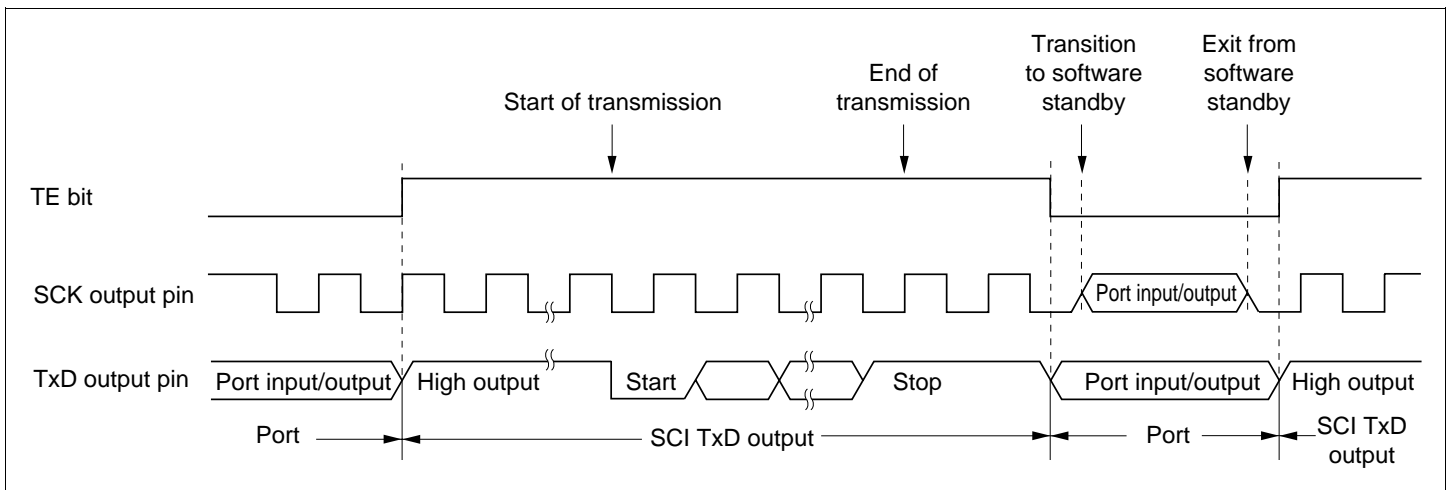 Transition
to software
standby
Exit from
software
standby
End of
transmission
Start of transmission
TE bit
SCK output pin
Port input/output
TxD output pin
Port input/output
High output
Start
Stop
Port input/output
High output
Port
SCI TxD output
Port
SCI TxD
output